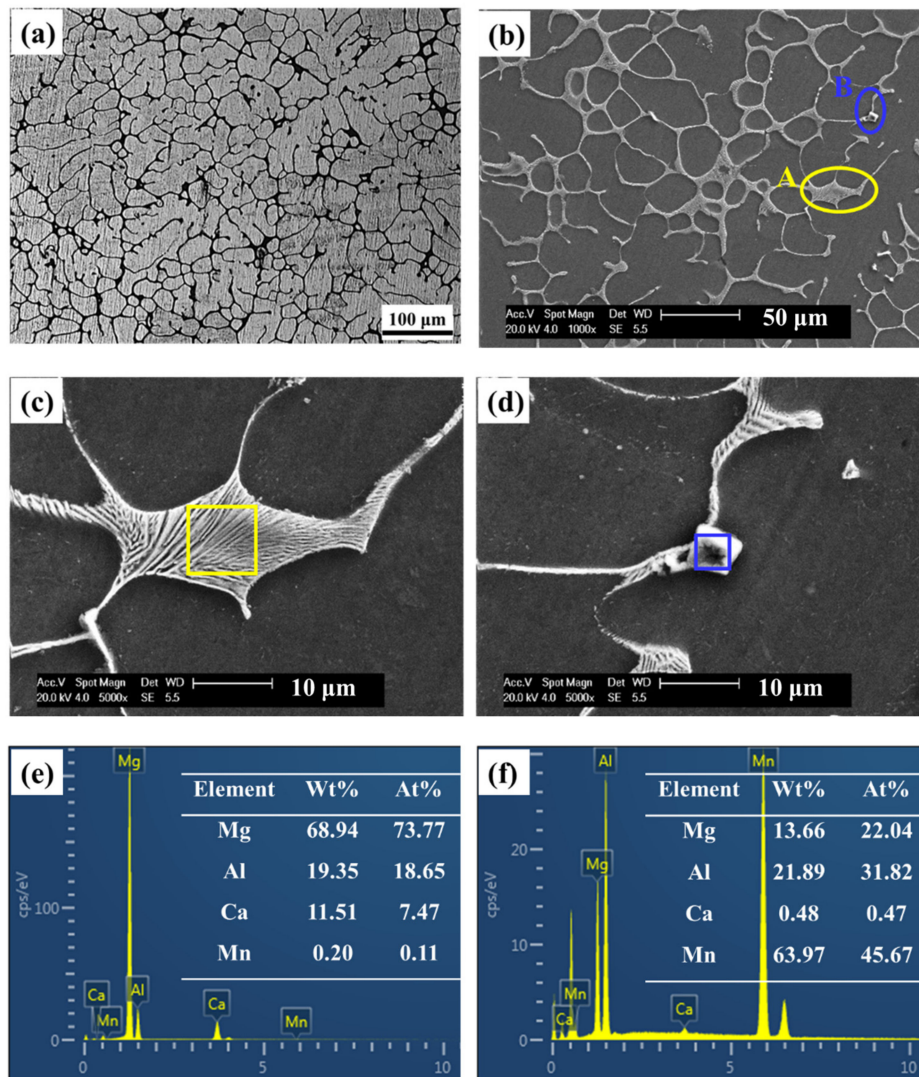 (a)
100 μm
(b)
B
A
Acc.V Spot Magn Det WD
20.0 kV 4.0 1000x SE 5.5
50 μm
(c)
Acc.V Spot Magn Det WD
20.0 kV 4.0 5000x SE 5.5
10 μm
(d)
Acc.V Spot Magn Det WD
20.0 kV 4.0 5000x SE 5.5
10 μm
(e)
Mg
Element Wt% At%
Mg 68.94 73.77
Al 19.35 18.65
Ca 11.51 7.47
Mn 0.20 0.11
cps/eV
100
0
Ca
Mn
Al
Ca
Mn
0 5 10
(f)
Al
Mn
Mg
Element Wt% At%
Mg 13.66 22.04
Al 21.89 31.82
Ca 0.48 0.47
Mn 63.97 45.67
cps/eV
20
10
0
Mn
Ca
Ca
0 5 10